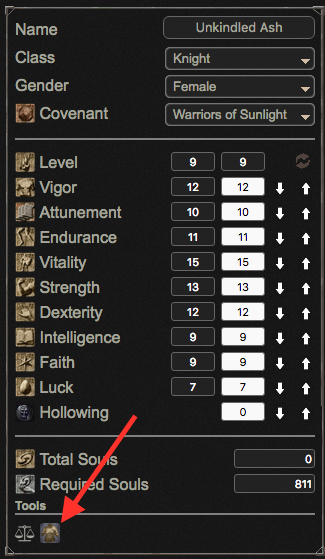 Name Unkindled Ash
Class Knight
Gender Female
Covenant Warriors of Sunlight
Level 9 9
Vigor 12 12
Attunement 10 10
Endurance 11 11
Vitality 15 15
Strength 13 13
Dexterity 12 12
Intelligence 9 9
Faith 9 9
Luck 7 7
Hollowing 0
Total Souls 0
Required Souls 811
Tools